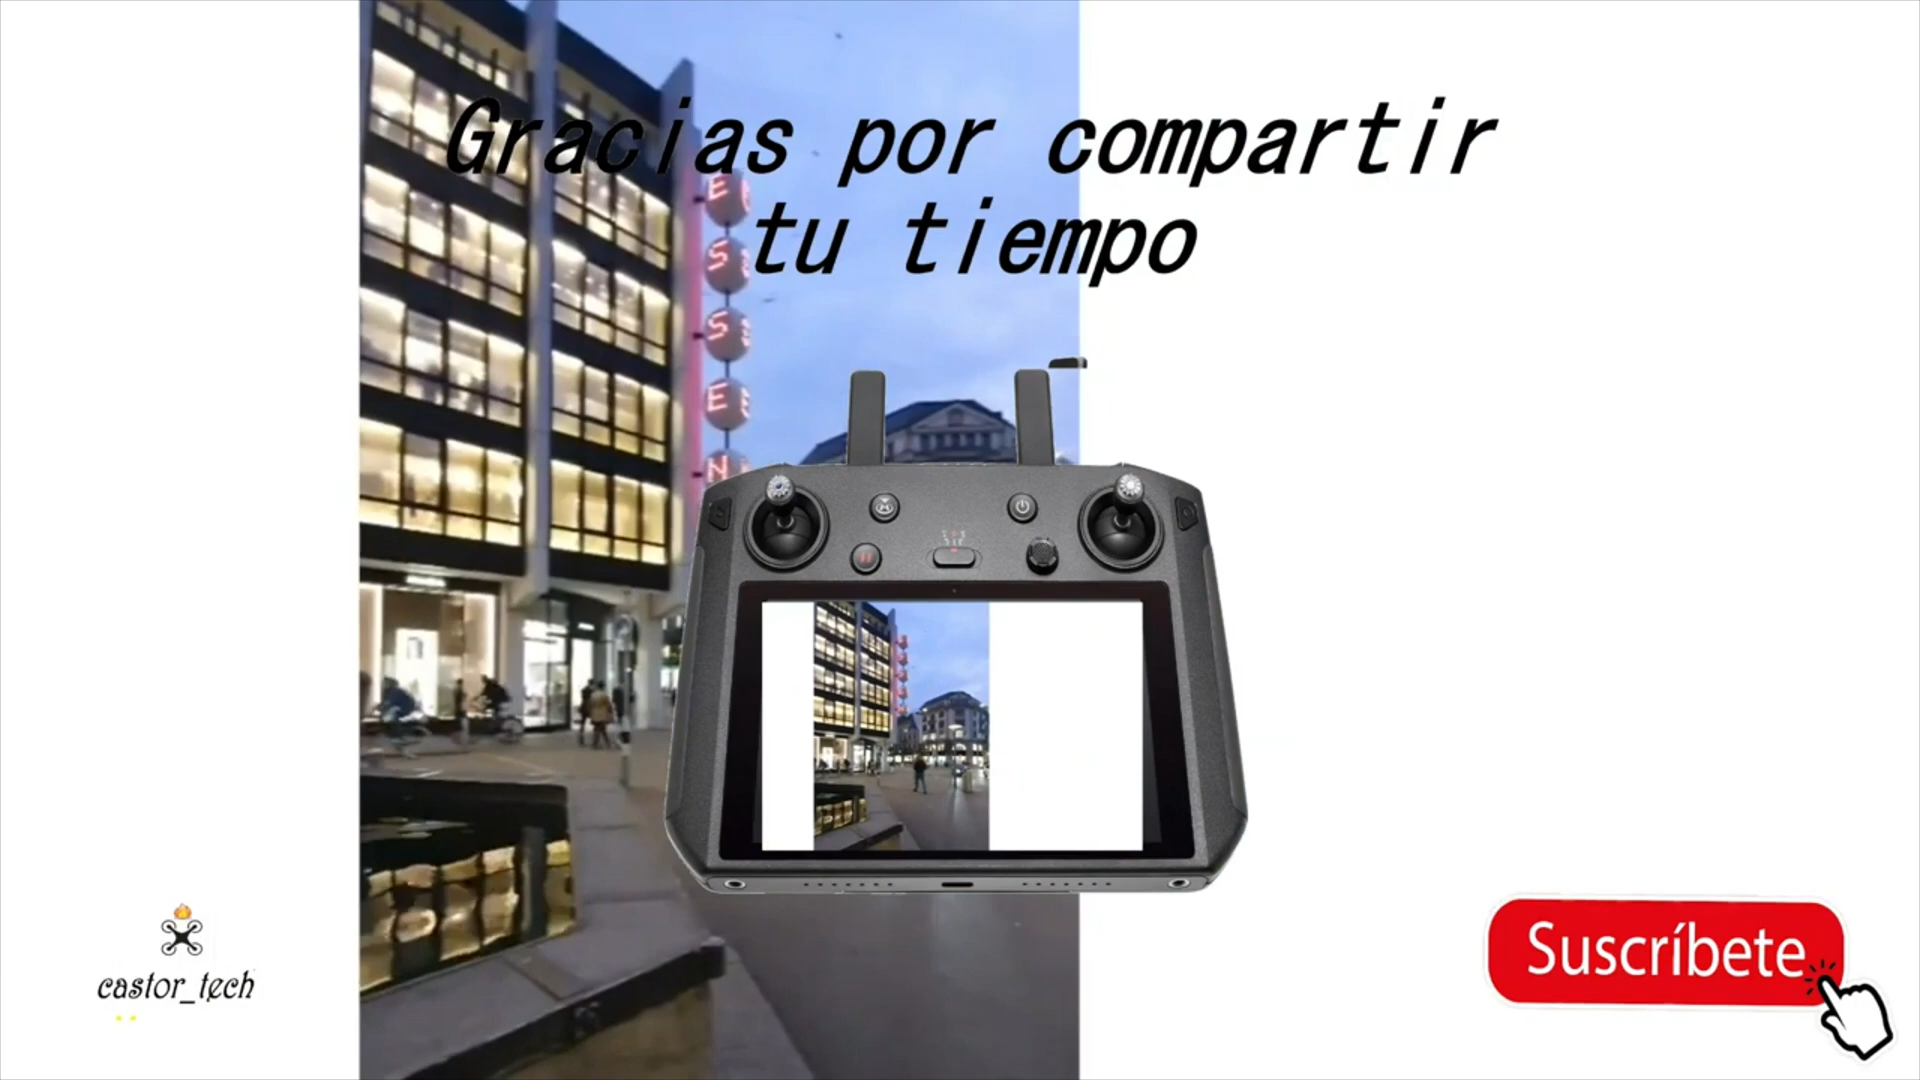 Gracias por compartir
tu tiempo
E
S
S
E
N
castor_tech
Suscríbete